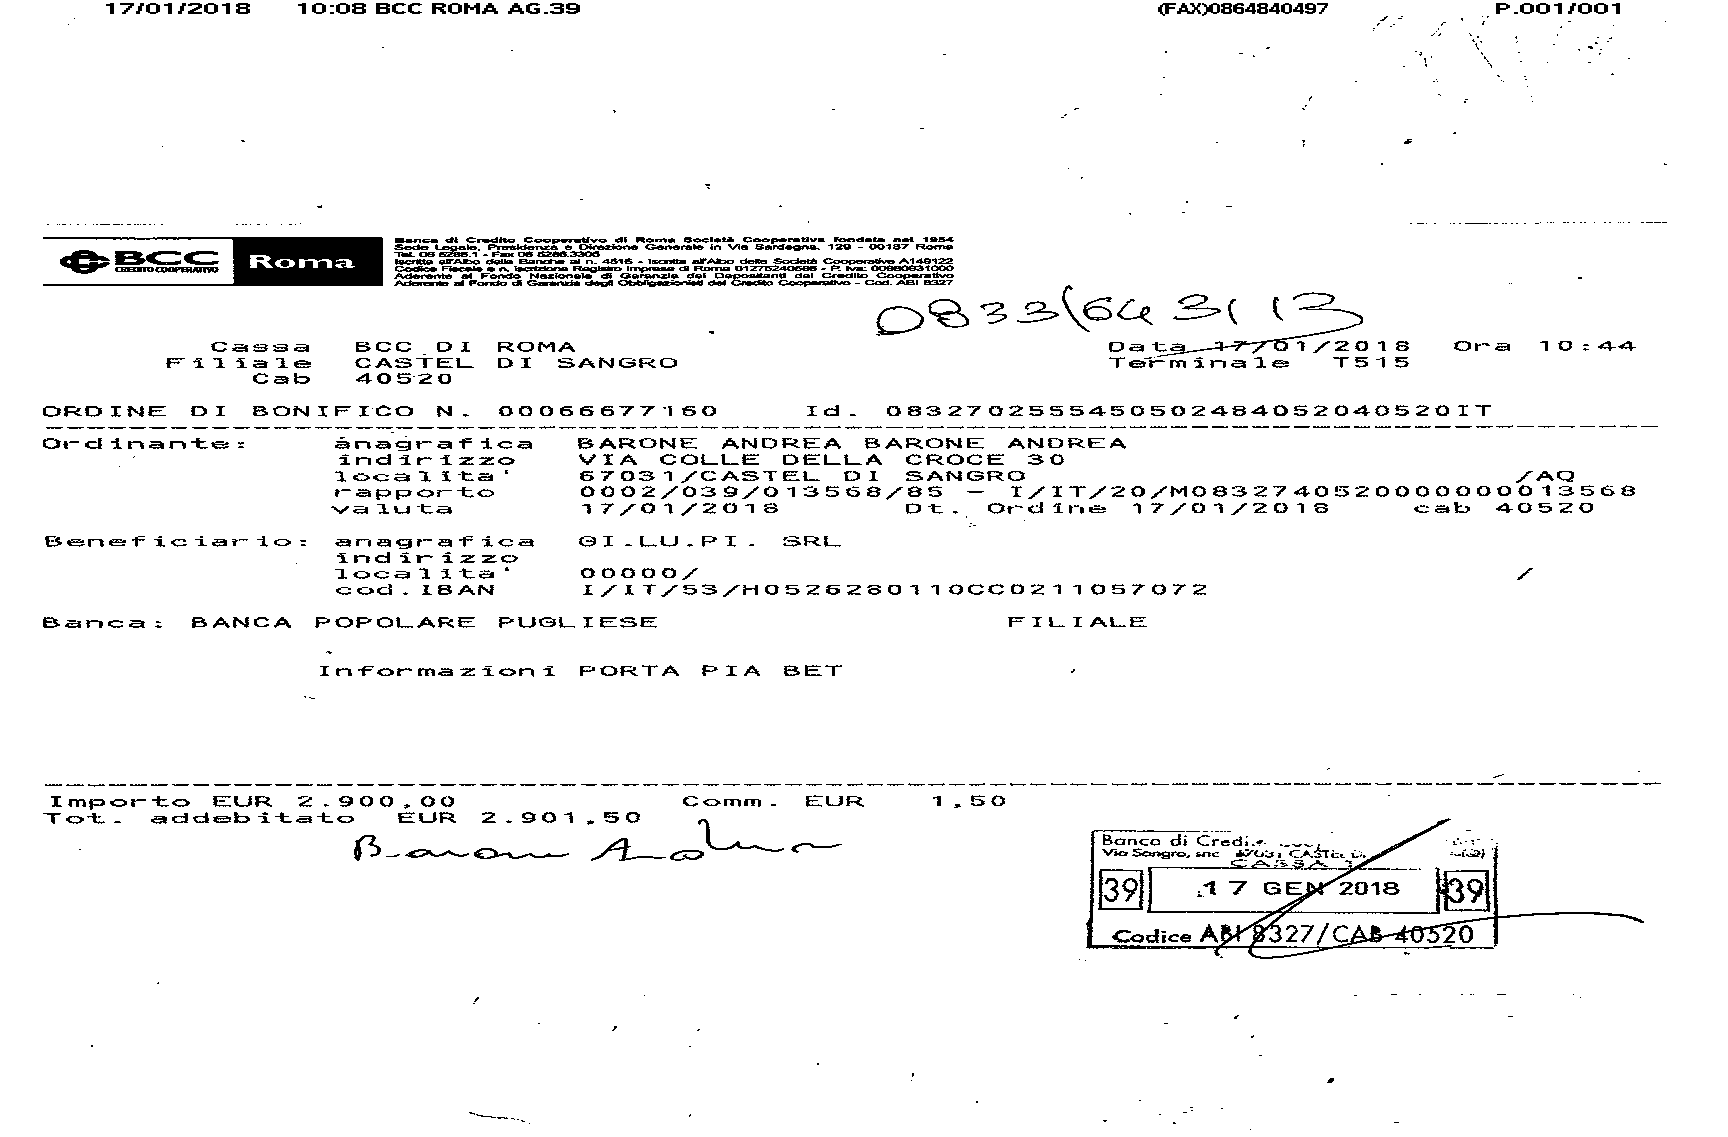 17/01/2018 10:08 BCC ROMA AG.39 (FAX)0864840497 P.001/001
BCC CREDITO COOPERATIVO Roma
Banca di Credito Cooperativo di Roma Società Cooperativa fondata nel 1954
Sede Legale, Presidenza e Direzione Generale in Via Sardegna, 129 - 00187 Roma
Tel. 06 5286.1 - Fax 06 5286.3305
Iscritta all'Albo delle Banche al n. 4516 - Iscritta all'Albo delle Società Cooperative A149122
Codice Fiscale e n. iscrizione Registro Imprese di Roma 01275240586 - P. Iva: 00980931000
Aderente al Fondo Nazionale di Garanzia dei Depositanti del Credito Cooperativo
Aderente al Fondo di Garanzia degli Obbligazionisti del Credito Cooperativo - Cod. ABI 8327
0833/643113
Cassa BCC DI ROMA Data 17/01/2018 Ora 10:44
Filiale CASTEL DI SANGRO Terminale T515
Cab 40520
ORDINE DI BONIFICO N. 00066677160 Id. 0832702555450502484052040520IT
Ordinante: anagrafica BARONE ANDREA BARONE ANDREA
indirizzo VIA COLLE DELLA CROCE 30
localita' 67031/CASTEL DI SANGRO /AQ
rapporto 0002/039/013568/85 - I/IT/20/M0832740520000000013568
valuta 17/01/2018 Dt. Ordine 17/01/2018 cab 40520
Beneficiario: anagrafica GI.LU.PI. SRL
indirizzo
localita' 00000/ /
cod.IBAN I/IT/53/H0526280110CC0211057072
Banca: BANCA POPOLARE PUGLIESE FILIALE
Informazioni PORTA PIA BET
Importo EUR 2.900,00 Comm. EUR 1,50
Tot. addebitato EUR 2.901,50
Barone Andrea
Banco di Credi
Via Sangro, snc 67031 CASTEL D
CASSA 1
39 17 GEN 2018 39
Codice ABI 8327/CAB 40520